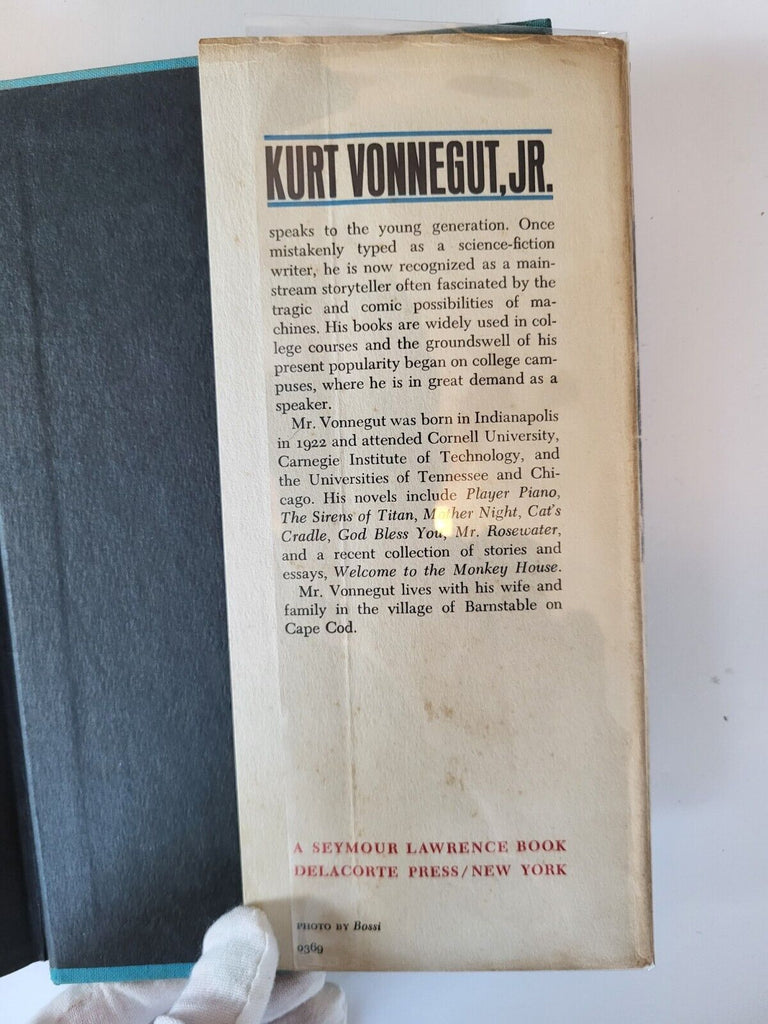 KURT VONNEGUT, JR.
speaks to the young generation. Once
mistakenly typed as a science-fiction
writer, he is now recognized as a main-
stream storyteller often fascinated by the
tragic and comic possibilities of ma-
chines. His books are widely used in col-
lege courses and the groundswell of his
present popularity began on college cam-
puses, where he is in great demand as a
speaker.
Mr. Vonnegut was born in Indianapolis
in 1922 and attended Cornell University,
Carnegie Institute of Technology, and
the Universities of Tennessee and Chi-
cago. His novels include Player Piano,
The Sirens of Titan, Mother Night, Cat's
Cradle, God Bless You, Mr. Rosewater,
and a recent collection of stories and
essays, Welcome to the Monkey House.
Mr. Vonnegut lives with his wife and
family in the village of Barnstable on
Cape Cod.
A SEYMOUR LAWRENCE BOOK
DELACORTE PRESS/NEW YORK
PHOTO BY Bossi
0369